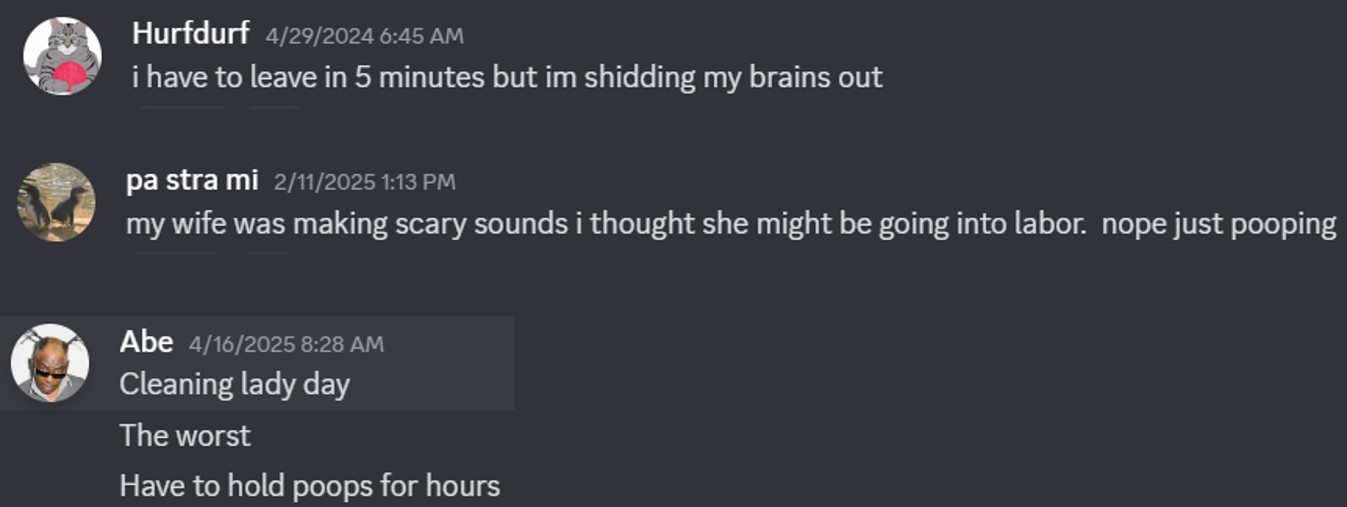 Hurfdurf 4/29/2024 6:45 AM
i have to leave in 5 minutes but im shidding my brains out
pa stra mi 2/11/2025 1:13 PM
my wife was making scary sounds i thought she might be going into labor.  nope just pooping
Abe 4/16/2025 8:28 AM
Cleaning lady day
The worst
Have to hold poops for hours